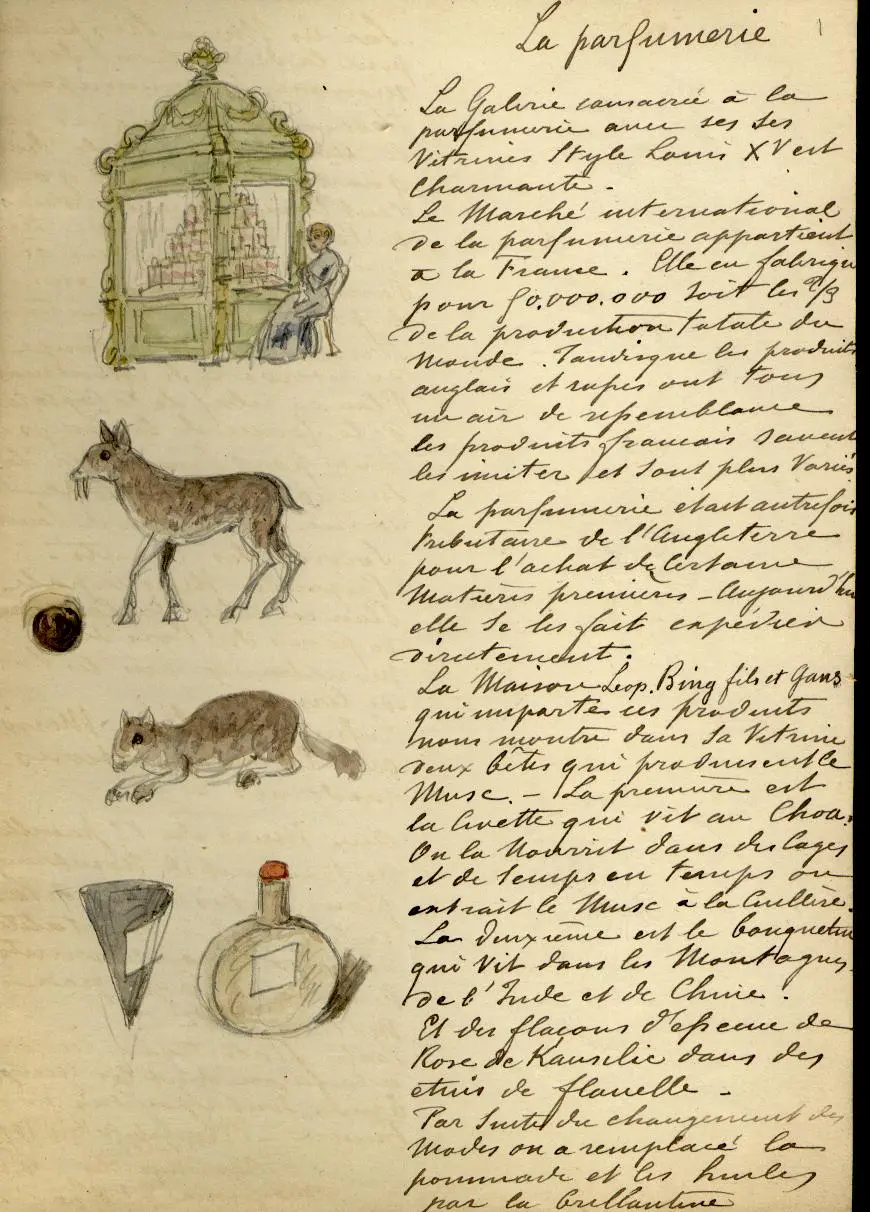 La parfumerie
1
La Galerie consacrée à la
parfumerie avec ses ses
Vitrines Style Louis XV est
Charmante.
Le Marché international
de la parfumerie appartient
à la France. Elle en fabrique
pour 90.000.000 soit les 2/3
de la production totale du
Monde. Tandisque les produits
anglais et russes ont tous
un air de ressemblance
les produits francais savent
les imiter et sont plus Variés
La parfumerie etait autrefois
tributaire de l'Angleterre
pour l'achat de Certaine
Matières premières - Aujourd'hui
elle se les fait expédier
directement.
La Maison Leop. Bing fils et Gans
qui importe ces produits
nous montre dans sa Vitrine
deux bêtes qui produisent le
Musc. - La première est
la Civette qui vit au Choa.
On la Nourrit dans des Cages
et de temps en temps on
extrait le Musc à la Cuillère.
La deuxième est le bouquetin
qui Vit dans les Montagnes
de l'Inde et de Chine.
Et des flacons d'essence de
Rose de dans des
etuis de flanelle -
Par suite du changement des
Modes on a remplacé la
pommade et les huiles
par la brillantine